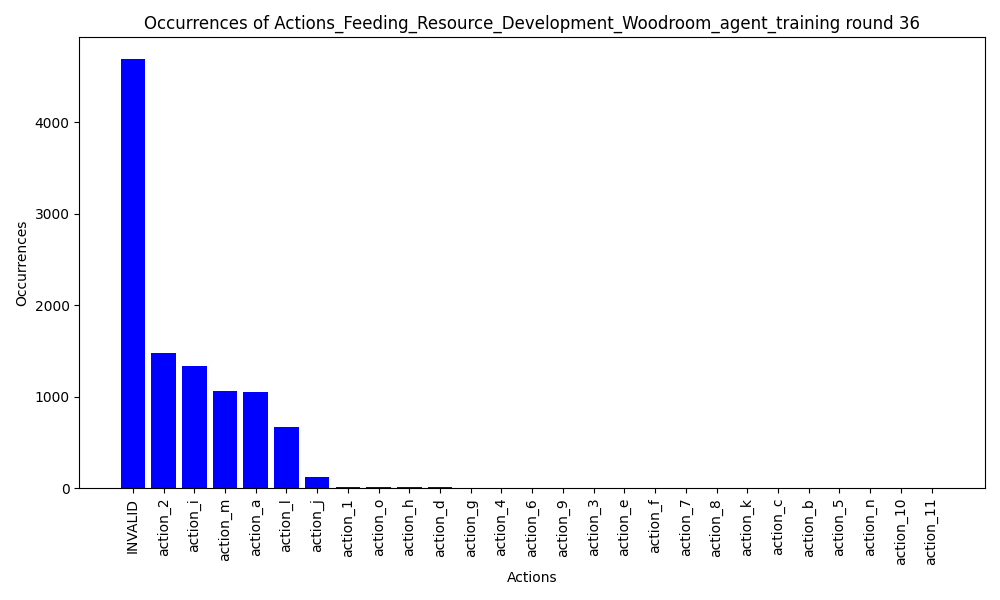 Occurrences of Actions_Feeding_Resource_Development_Woodroom_agent_training round 36
Occurrences
4000
3000
2000
1000
0
INVALID
action_2
action_i
action_m
action_a
action_l
action_j
action_1
action_o
action_h
action_d
action_g
action_4
action_6
action_9
action_3
action_e
action_f
action_7
action_8
action_k
action_c
action_b
action_5
action_n
action_10
action_11
Actions